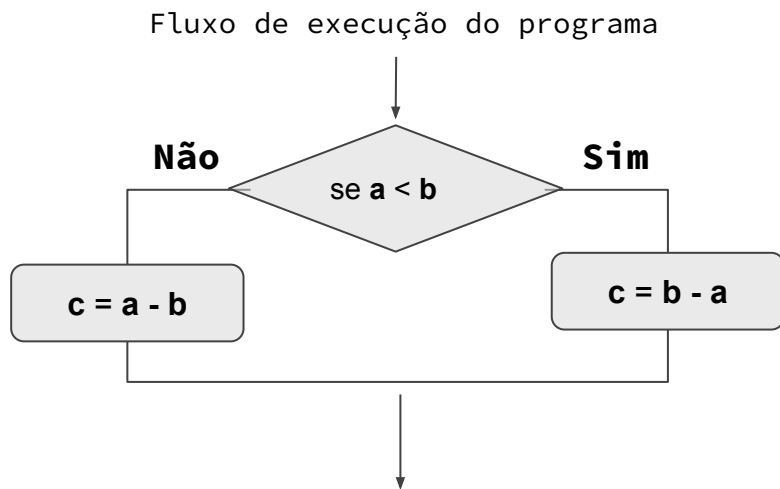 Fluxo de execução do programa
Não
Sim
se a < b
c = a - b
c = b - a